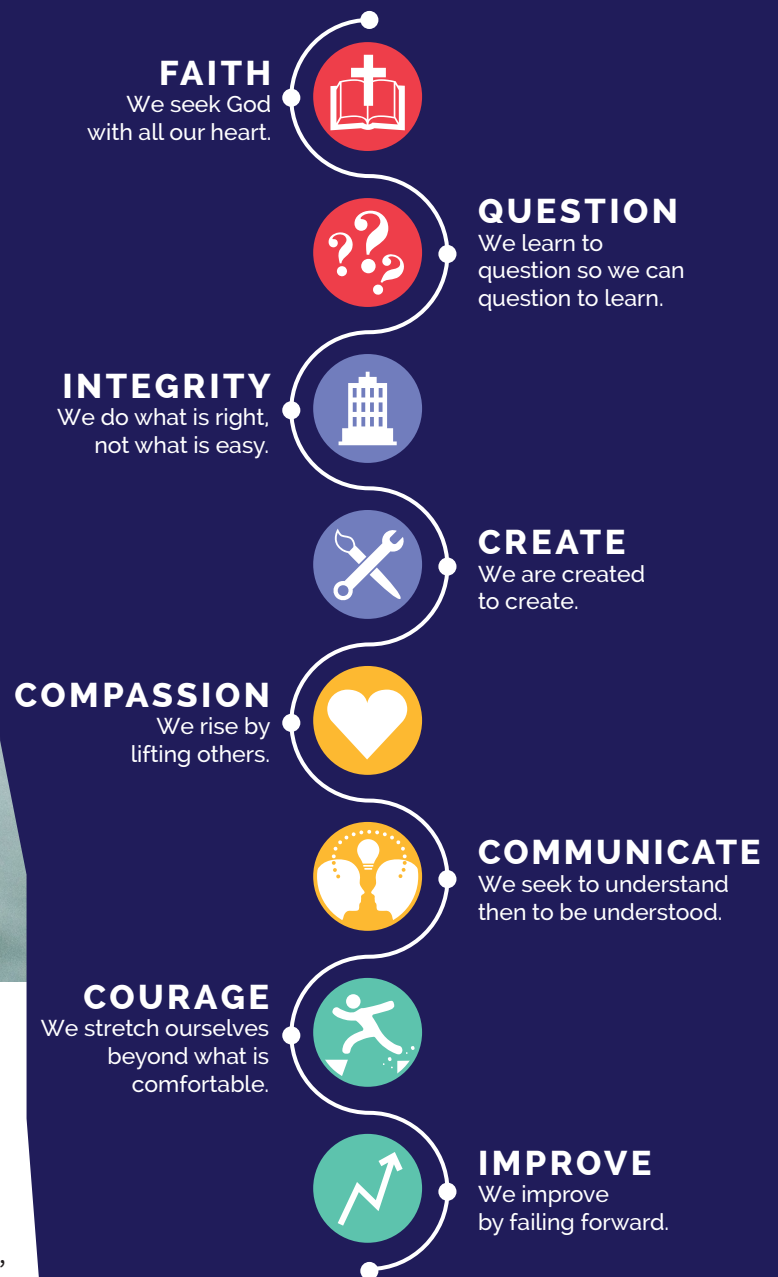 FAITH
We seek God
with all our heart.
QUESTION
We learn to
question so we can
question to learn.
INTEGRITY
We do what is right,
not what is easy.
CREATE
We are created
to create.
COMPASSION
We rise by
lifting others.
COMMUNICATE
We seek to understand
then to be understood.
COURAGE
We stretch ourselves
beyond what is
comfortable.
IMPROVE
We improve
by failing forward.
,